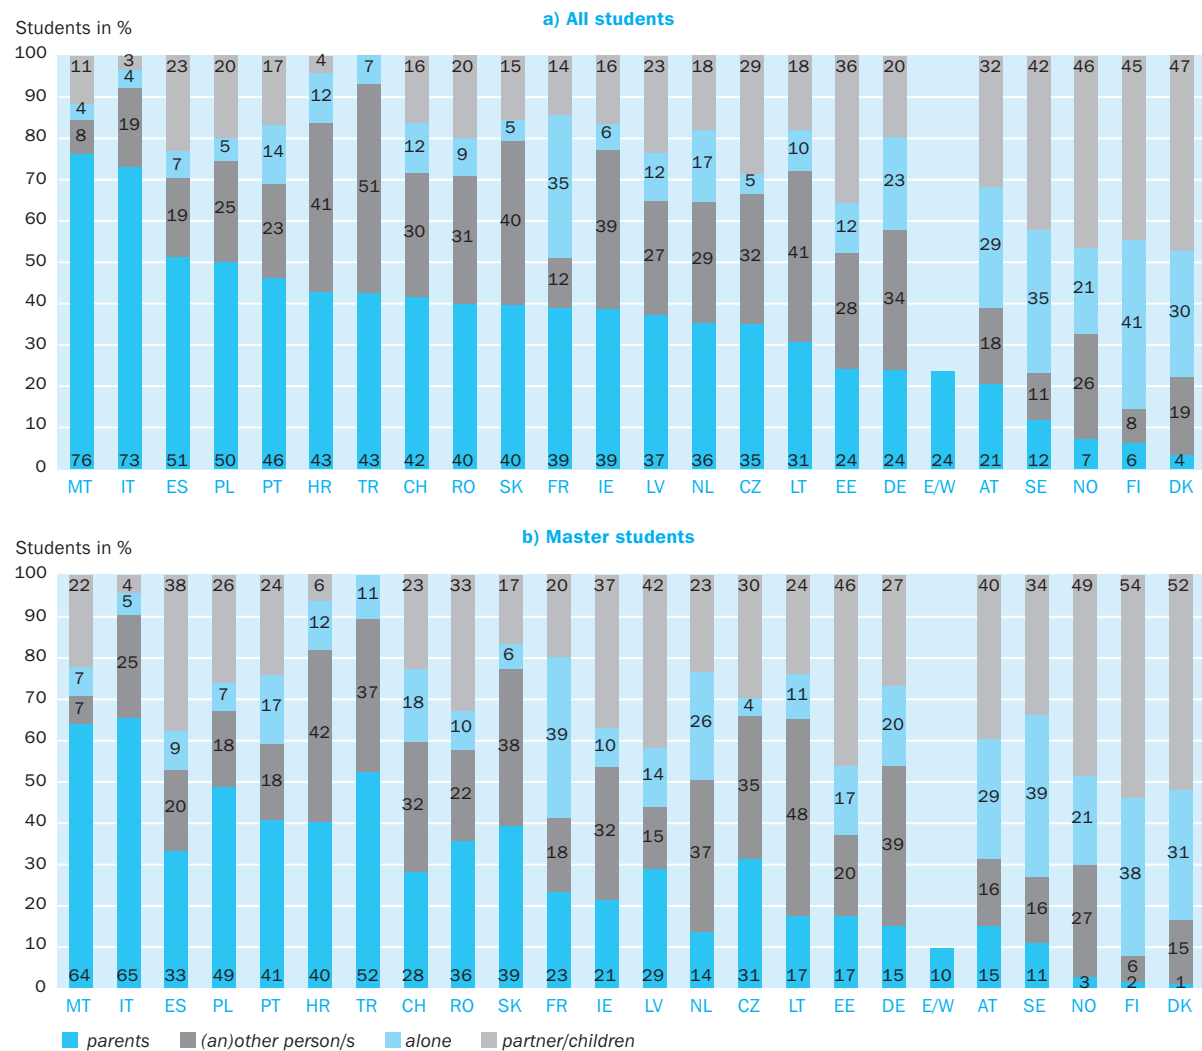 a) All students
Students in %
100 11 3 23 20 17 4 7 16 20 15 14 16 23 18 29 18 36 20 32 42 46 45 47
4
90 12
4 19 5 6
80 8 5 14 12 9 10
7 17 12
70 51 35 5 23
25 41
60 19 23 30 31 40 39 12
27 29 32 41 29
50 12
21
40 28 34 35 30
41
30 18
20 26 11
19
10 8
0 76 73 51 50 46 43 43 42 40 40 39 39 37 36 35 31 24 24 24 21 12 7 6 4
MT IT ES PL PT HR TR CH RO SK FR IE LV NL CZ LT EE DE E/W AT SE NO FI DK
b) Master students
Students in %
100 22 4 38 26 24 6 11 23 33 17 20 37 42 23 30 24 46 27 40 34 49 54 52
5
90 12
25 6
80 7
70 7 7 17 37 18 4 11
10 26 20
60 9 18 42 38 39 10
14
50 18 32 22 35 17 29 39
48
40 20 32 21
15 39
30 18 37 31
20 20 38
16 16 27
10 15
6
0 64 65 33 49 41 40 52 28 36 39 23 21 29 14 31 17 17 15 10 15 11 3 2 1
MT IT ES PL PT HR TR CH RO SK FR IE LV NL CZ LT EE DE E/W AT SE NO FI DK
parents (an)other person/s alone partner/children